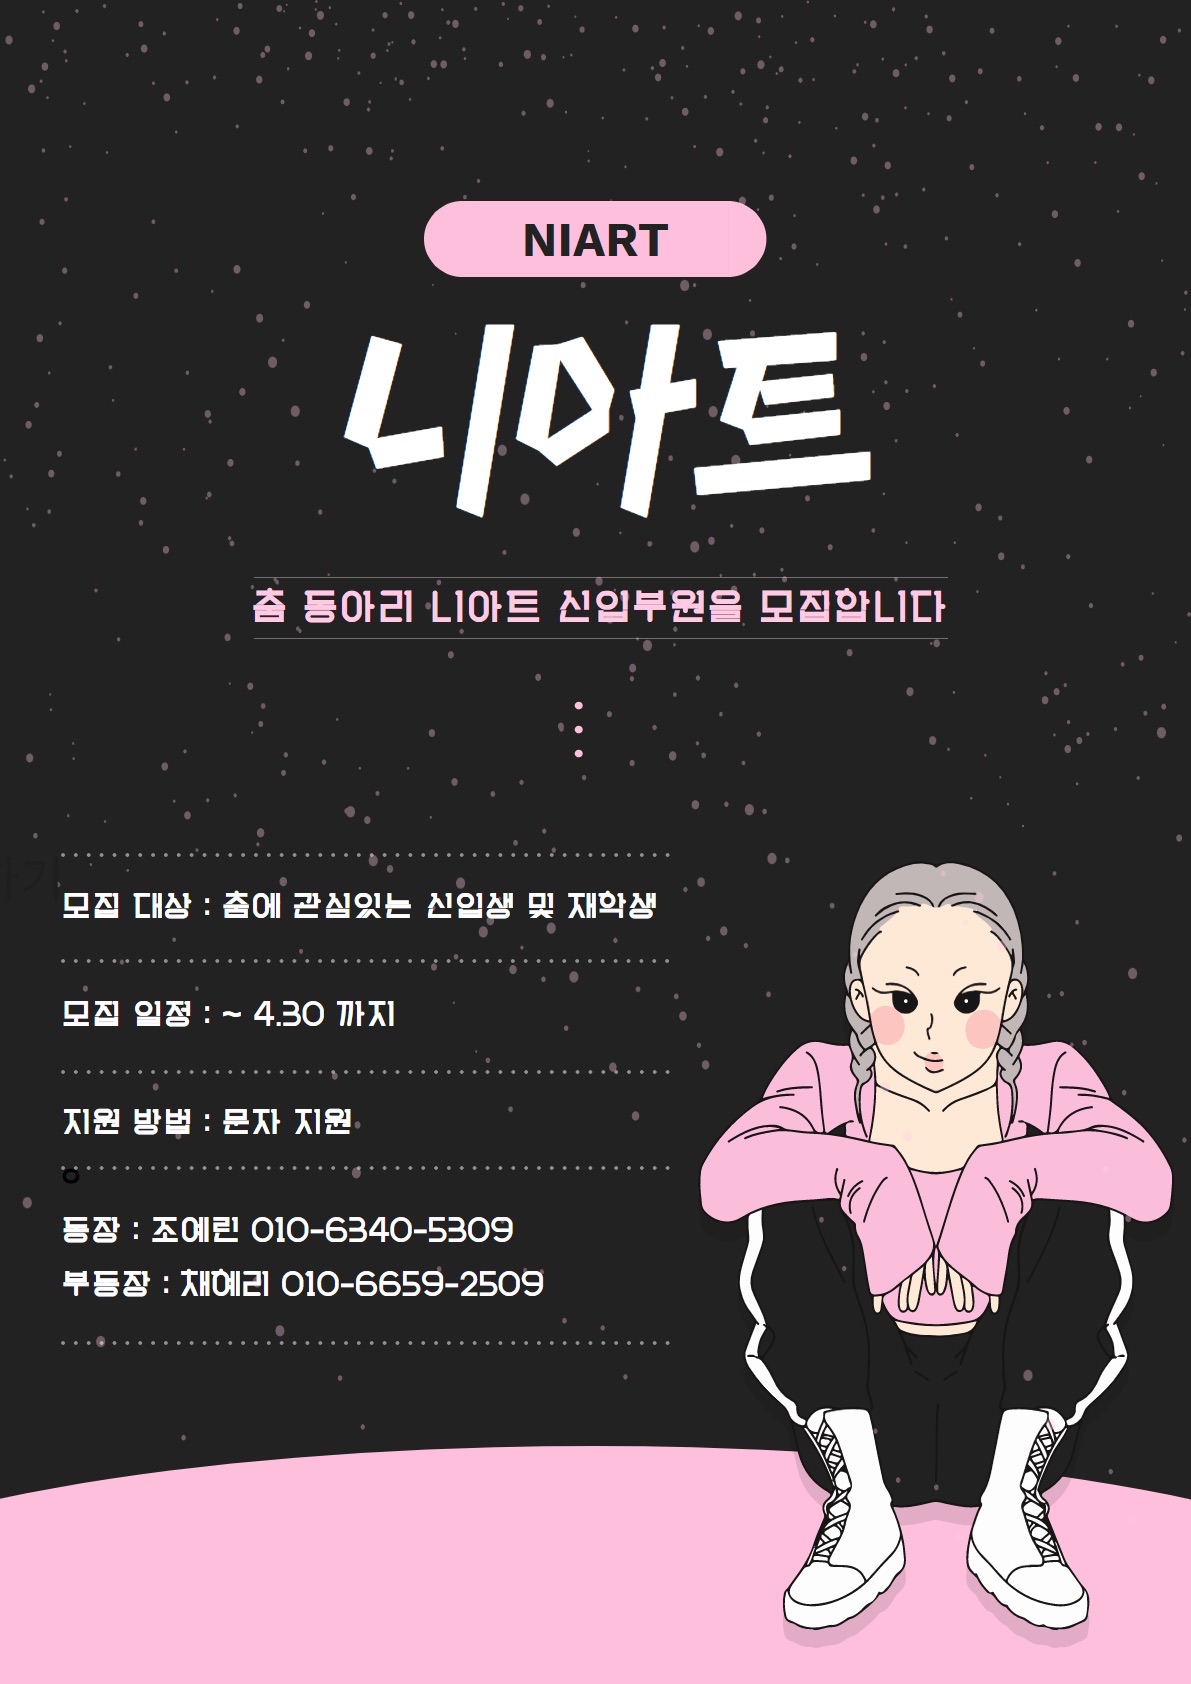 NIART
니아트
춤 동아리 니아트 신입부원을 모집합니다
모집 대상 : 춤에 관심있는 신입생 및 재학생
모집 일정 : ~ 4.30 까지
지원 방법 : 문자 지원
ㅇ
동장 : 조예린 010-6340-5309
부동장 : 채예리 010-6659-2509